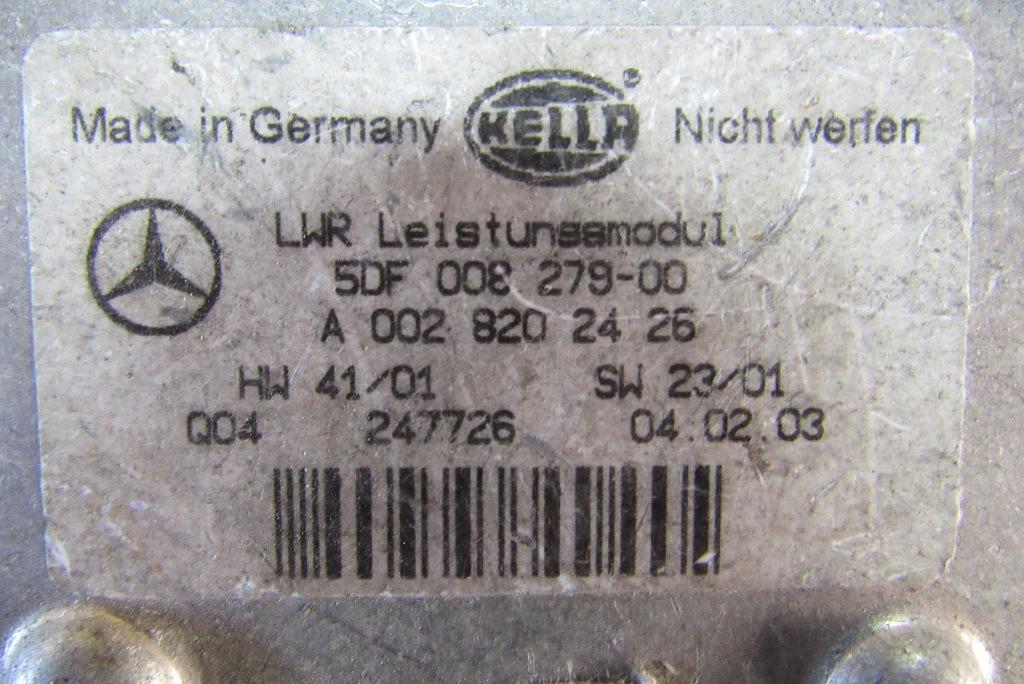 Made in Germany HELLA Nicht werfen
LWR Leistungsmodul
5DF 008 279-00
A 002 820 24 26
HW 41/01 SW 23/01
Q04 247726 04.02.03